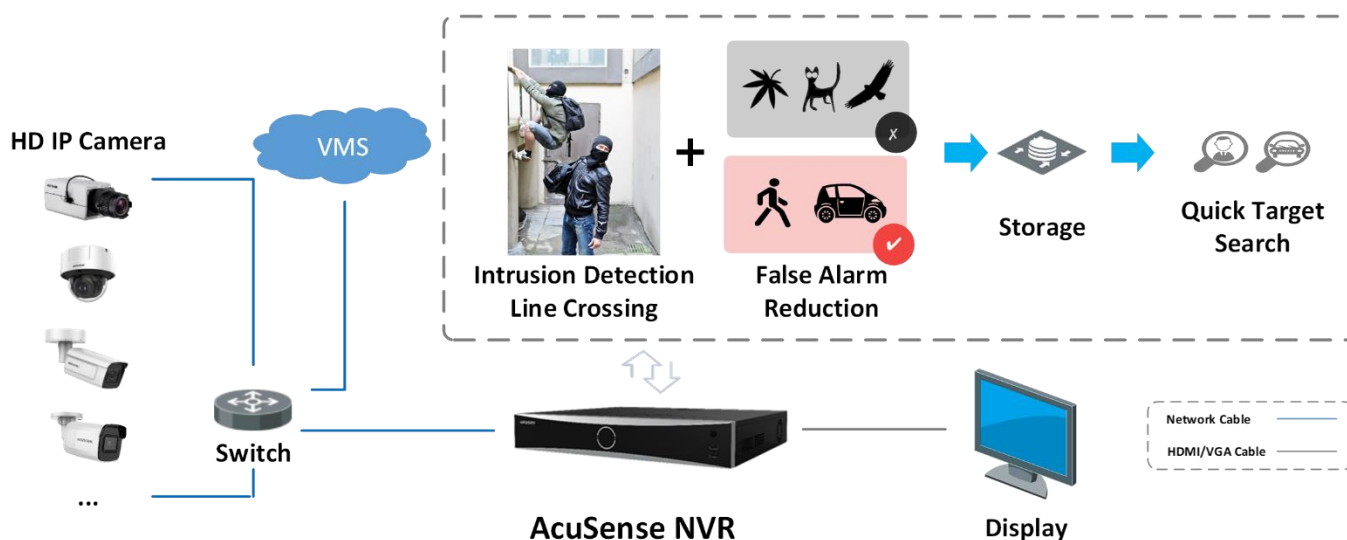 HD IP Camera
VMS
Intrusion Detection
Line Crossing
+
False Alarm
Reduction
Storage
Quick Target
Search
Switch
...
AcuSense NVR
Display
Network Cable
HDMI/VGA Cable